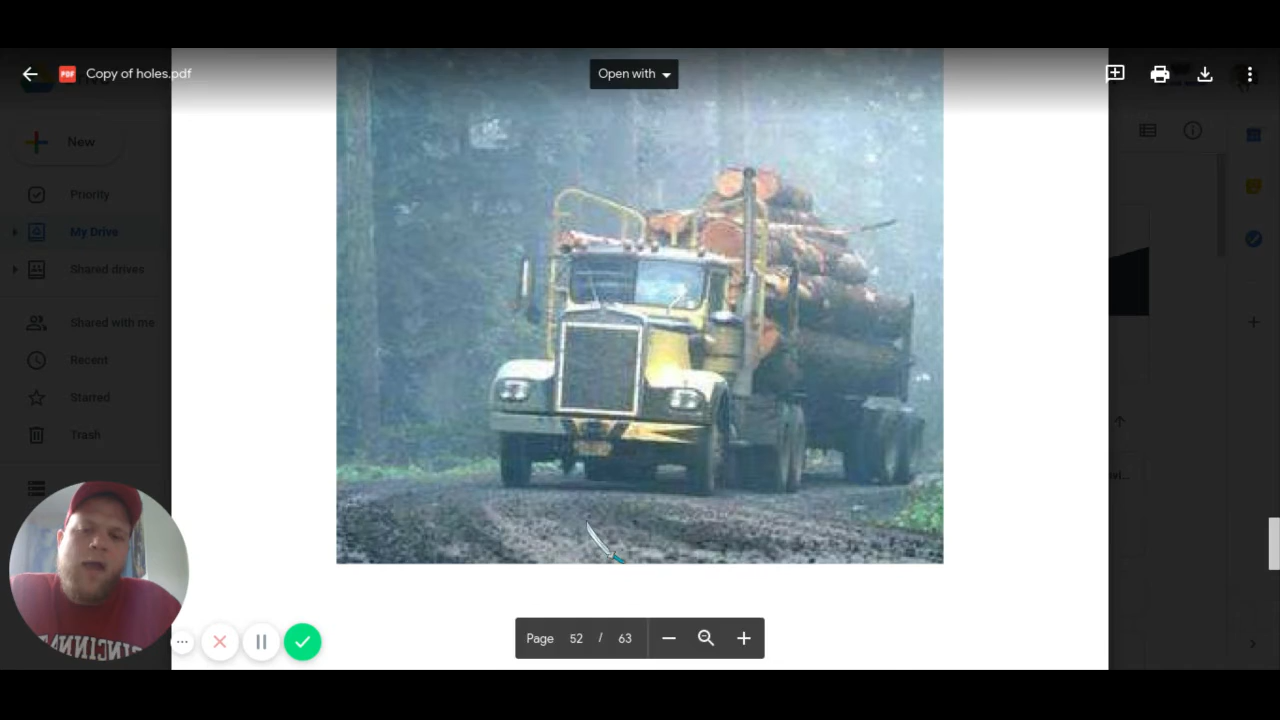 Copy of holes.pdf
Open with
New
Priority
My Drive
Shared drives
Shared with me
Recent
Starred
Trash
Page 52 / 63